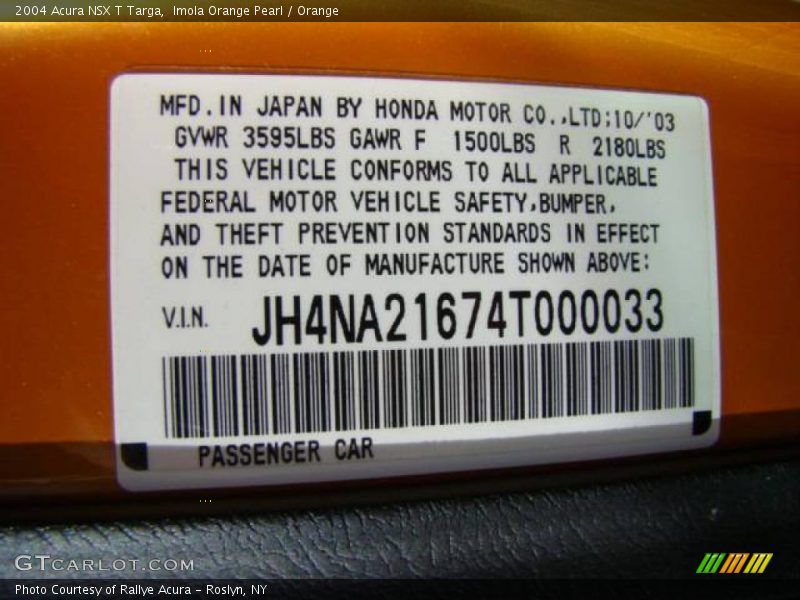 2004 Acura NSX T Targa,  Imola Orange Pearl / Orange
MFD.IN JAPAN BY HONDA MOTOR CO.,LTD;10/'03
GVWR 3595LBS GAWR F 1500LBS R 2180LBS
THIS VEHICLE CONFORMS TO ALL APPLICABLE
FEDERAL MOTOR VEHICLE SAFETY,BUMPER,
AND THEFT PREVENTION STANDARDS IN EFFECT
ON THE DATE OF MANUFACTURE SHOWN ABOVE:
V.I.N. JH4NA21674T000033
PASSENGER CAR
GTCARLOT.COM
Photo Courtesy of Rallye Acura - Roslyn, NY